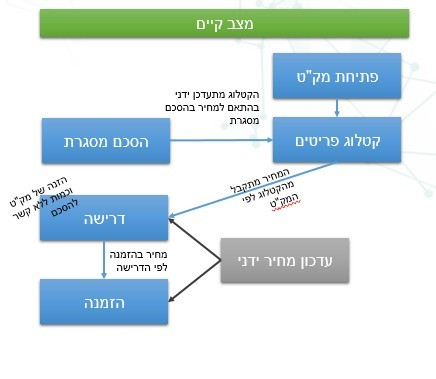 מצב קיים
פתיחת מק"ט
הקטלוג מתעדכן ידני
בהתאם למחיר בהסכם
מסגרת
הסכם מסגרת
קטלוג פריטים
המחיר מתקבל
מהקטלוג לפי
המק"ט
הזנה של מק"ט
וכמות ללא קשר
להסכם
דרישה
עדכון מחיר ידני
מחיר בהזמנה
לפי הדרישה
הזמנה